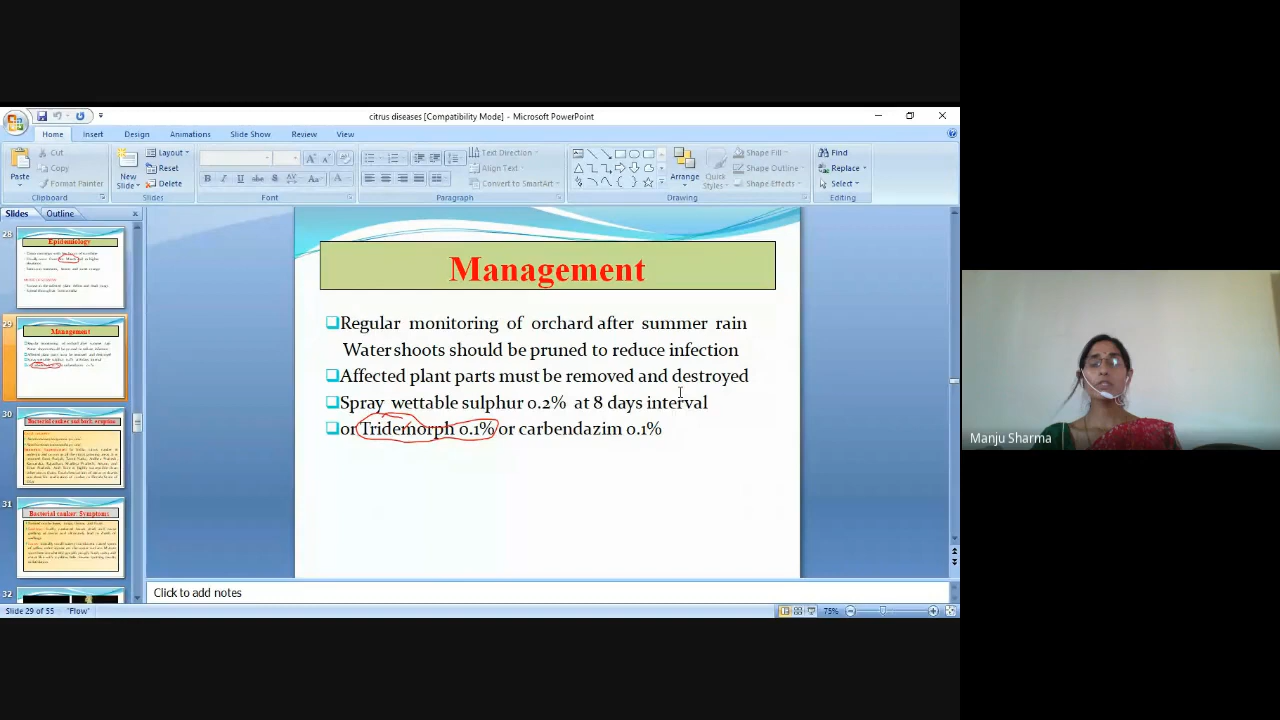 citrus diseases [Compatibility Mode] - Microsoft PowerPoint
Home Insert Design Animations Slide Show Review View
Paste Cut Copy Format Painter
New Slide Layout Reset Delete
Text Direction Align Text Convert to SmartArt
Arrange Quick Styles Shape Fill Shape Outline Shape Effects
Find Replace Select
Clipboard Slides Font Paragraph Drawing Editing
Slides Outline
28
Epidemiology
29
Management
30
31
Bacterial canker: Symptoms
32
Management
Regular monitoring of orchard after summer rain
Water shoots should be pruned to reduce infection
Affected plant parts must be removed and destroyed
Spray wettable sulphur 0.2% at 8 days interval
or Tridemorph 0.1% or carbendazim 0.1%
Click to add notes
Slide 29 of 55 "Flow" 75%
Manju Sharma